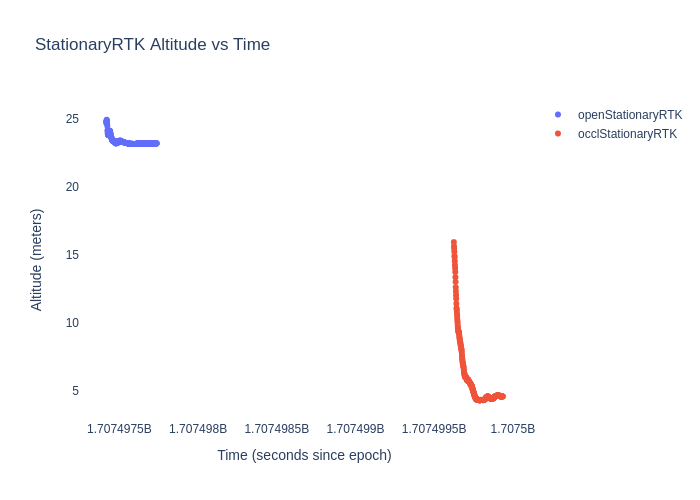 StationaryRTK Altitude vs Time
openStationaryRTK
occlStationaryRTK
25
20
15
10
5
Altitude (meters)
1.7074975B 1.707498B 1.7074985B 1.707499B 1.7074995B 1.7075B
Time (seconds since epoch)